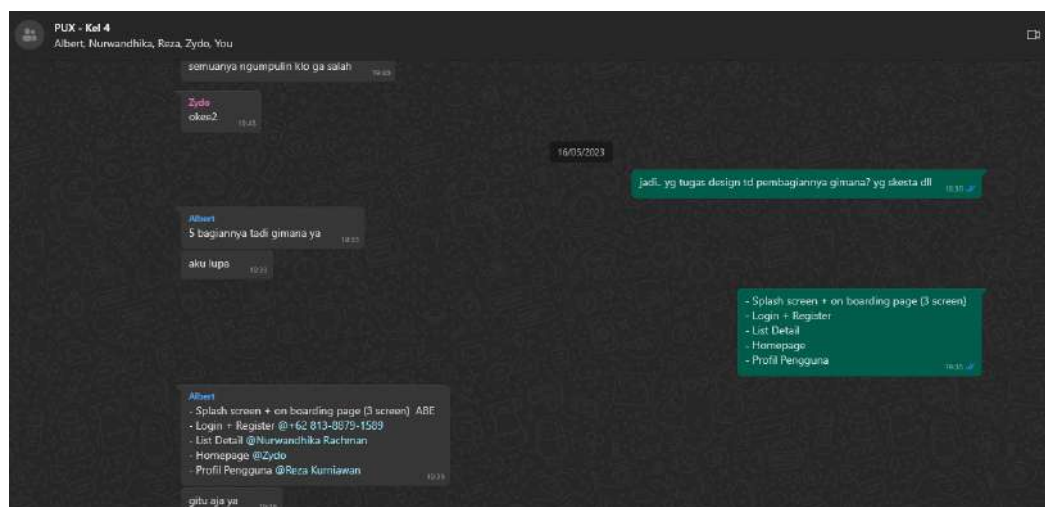 PUX - Kel 4
Albert, Nurwandhika, Reza, Zydo, You
semuanya ngumpulin klo ga salah
Zydo
okee2
16/05/2023
jadi.. yg tugas design td pembagiannya gimana? yg sketsa dll
Albert
5 bagiannya tadi gimana ya
aku lupa
- Splash screen + on boarding page (3 screen)
- Login + Register
- List Detail
- Homepage
- Profil Pengguna
Albert
- Splash screen + on boarding page (3 screen) ABE
- Login + Register @+62 813-8879-1589
- List Detail @Nurwandhika Rachman
- Homepage @Zydo
- Profil Pengguna @Reza Kurniawan
gitu aja ya